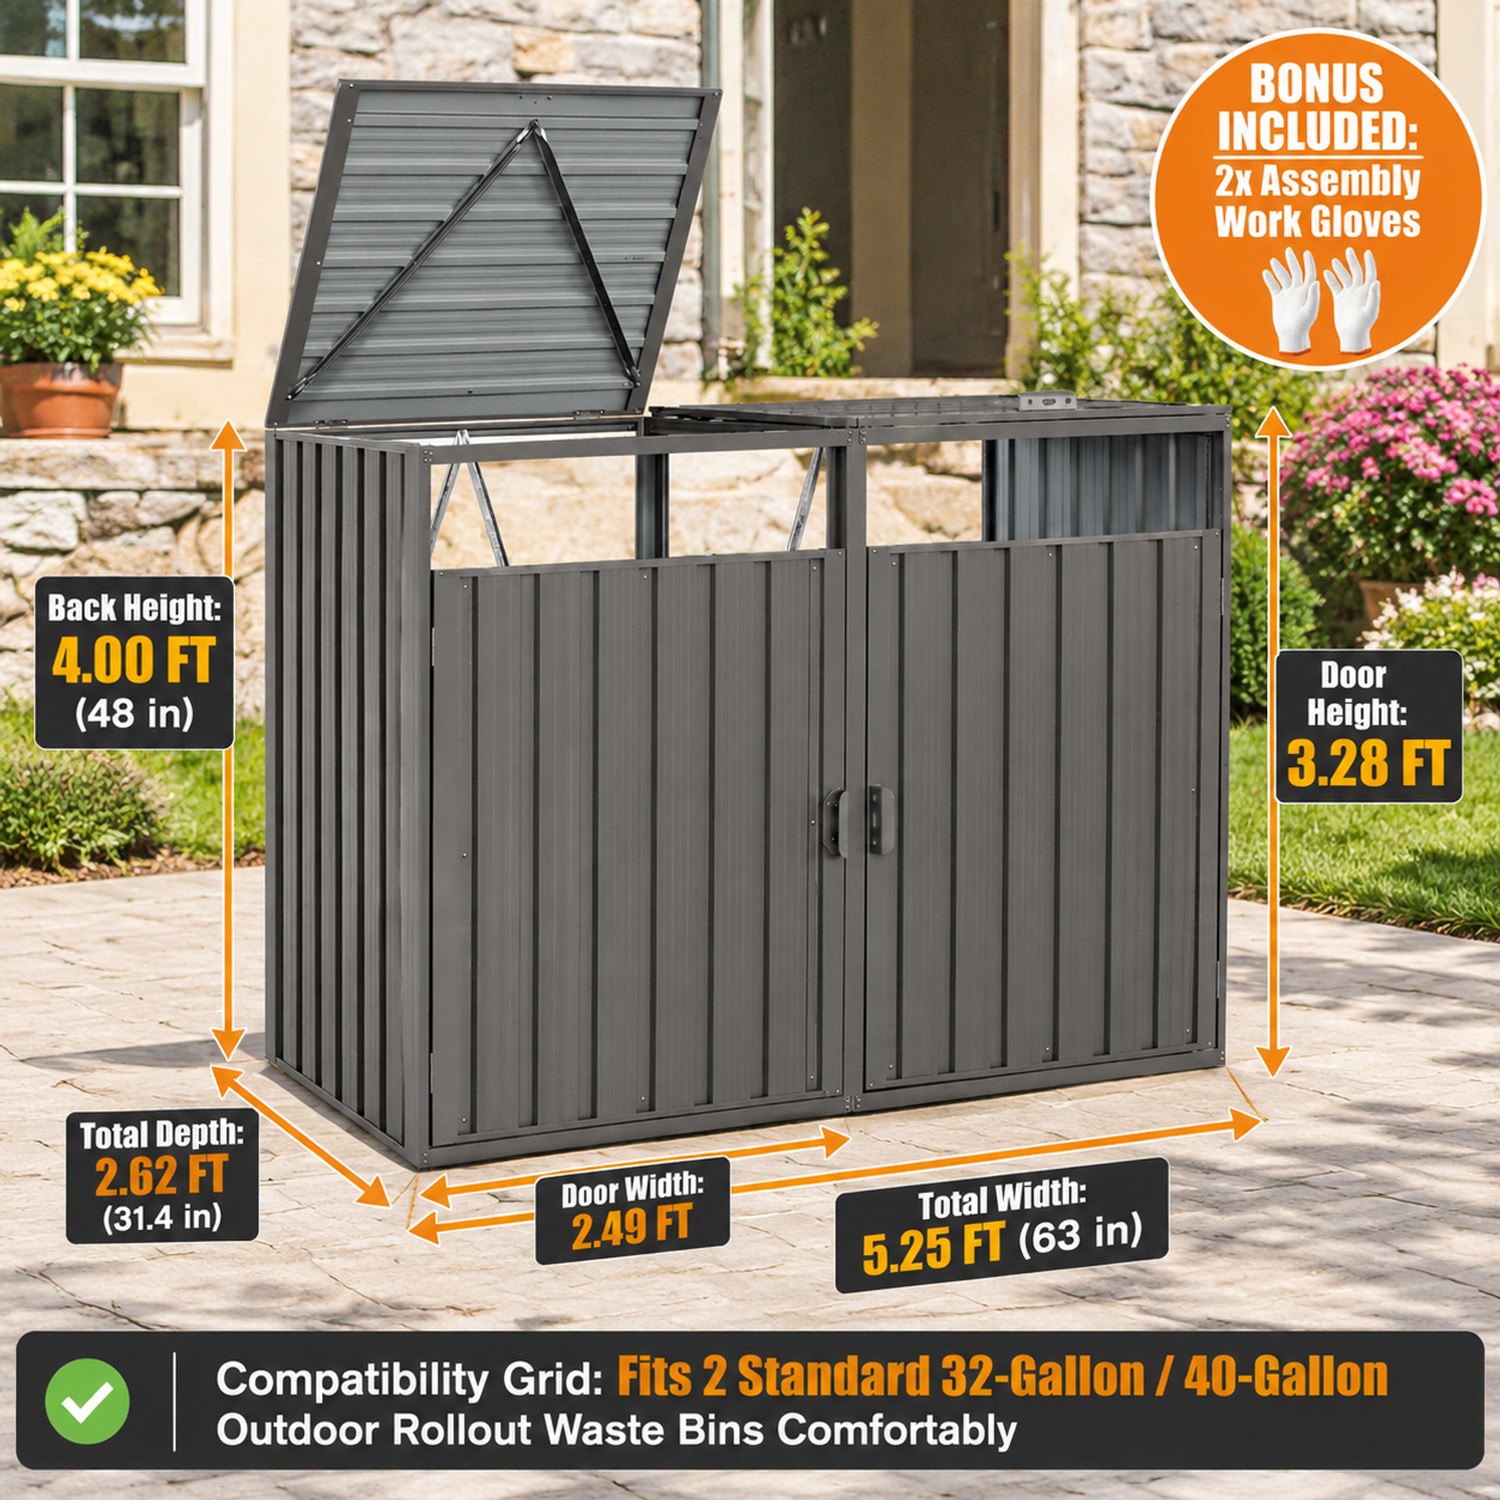 BONUS
INCLUDED:
2x Assembly
Work Gloves
Back Height:
4.00 FT
(48 in)
Door
Height:
3.28 FT
Total Depth:
2.62 FT
(31.4 in)
Door Width:
2.49 FT
Total Width:
5.25 FT (63 in)
Compatibility Grid: Fits 2 Standard 32-Gallon / 40-Gallon
Outdoor Rollout Waste Bins Comfortably